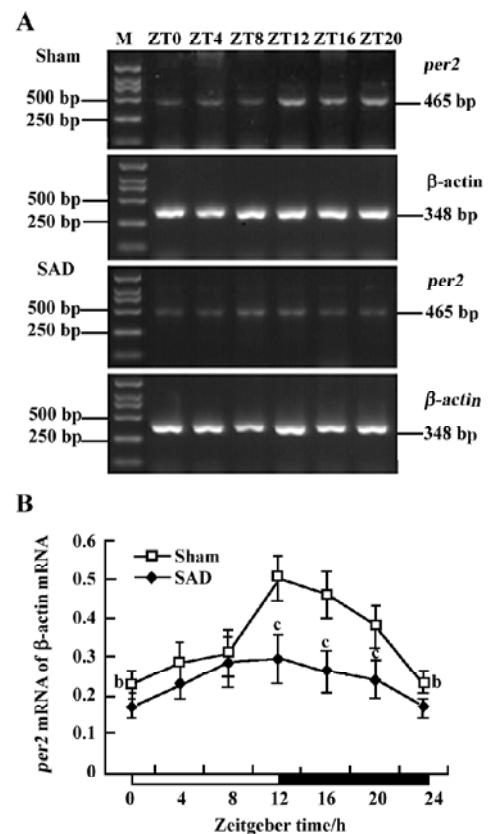 A
M ZT0 ZT4 ZT8 ZT12 ZT16 ZT20
Sham
per2
500 bp
465 bp
250 bp
β-actin
500 bp
348 bp
250 bp
SAD
per2
500 bp
465 bp
250 bp
β-actin
500 bp
348 bp
250 bp
B
per2 mRNA of β-actin mRNA
0.6
0.5
0.4
0.3
0.2
0.1
0
Sham
SAD
b
c
c
c
b
0 4 8 12 16 20 24
Zeitgeber time/h